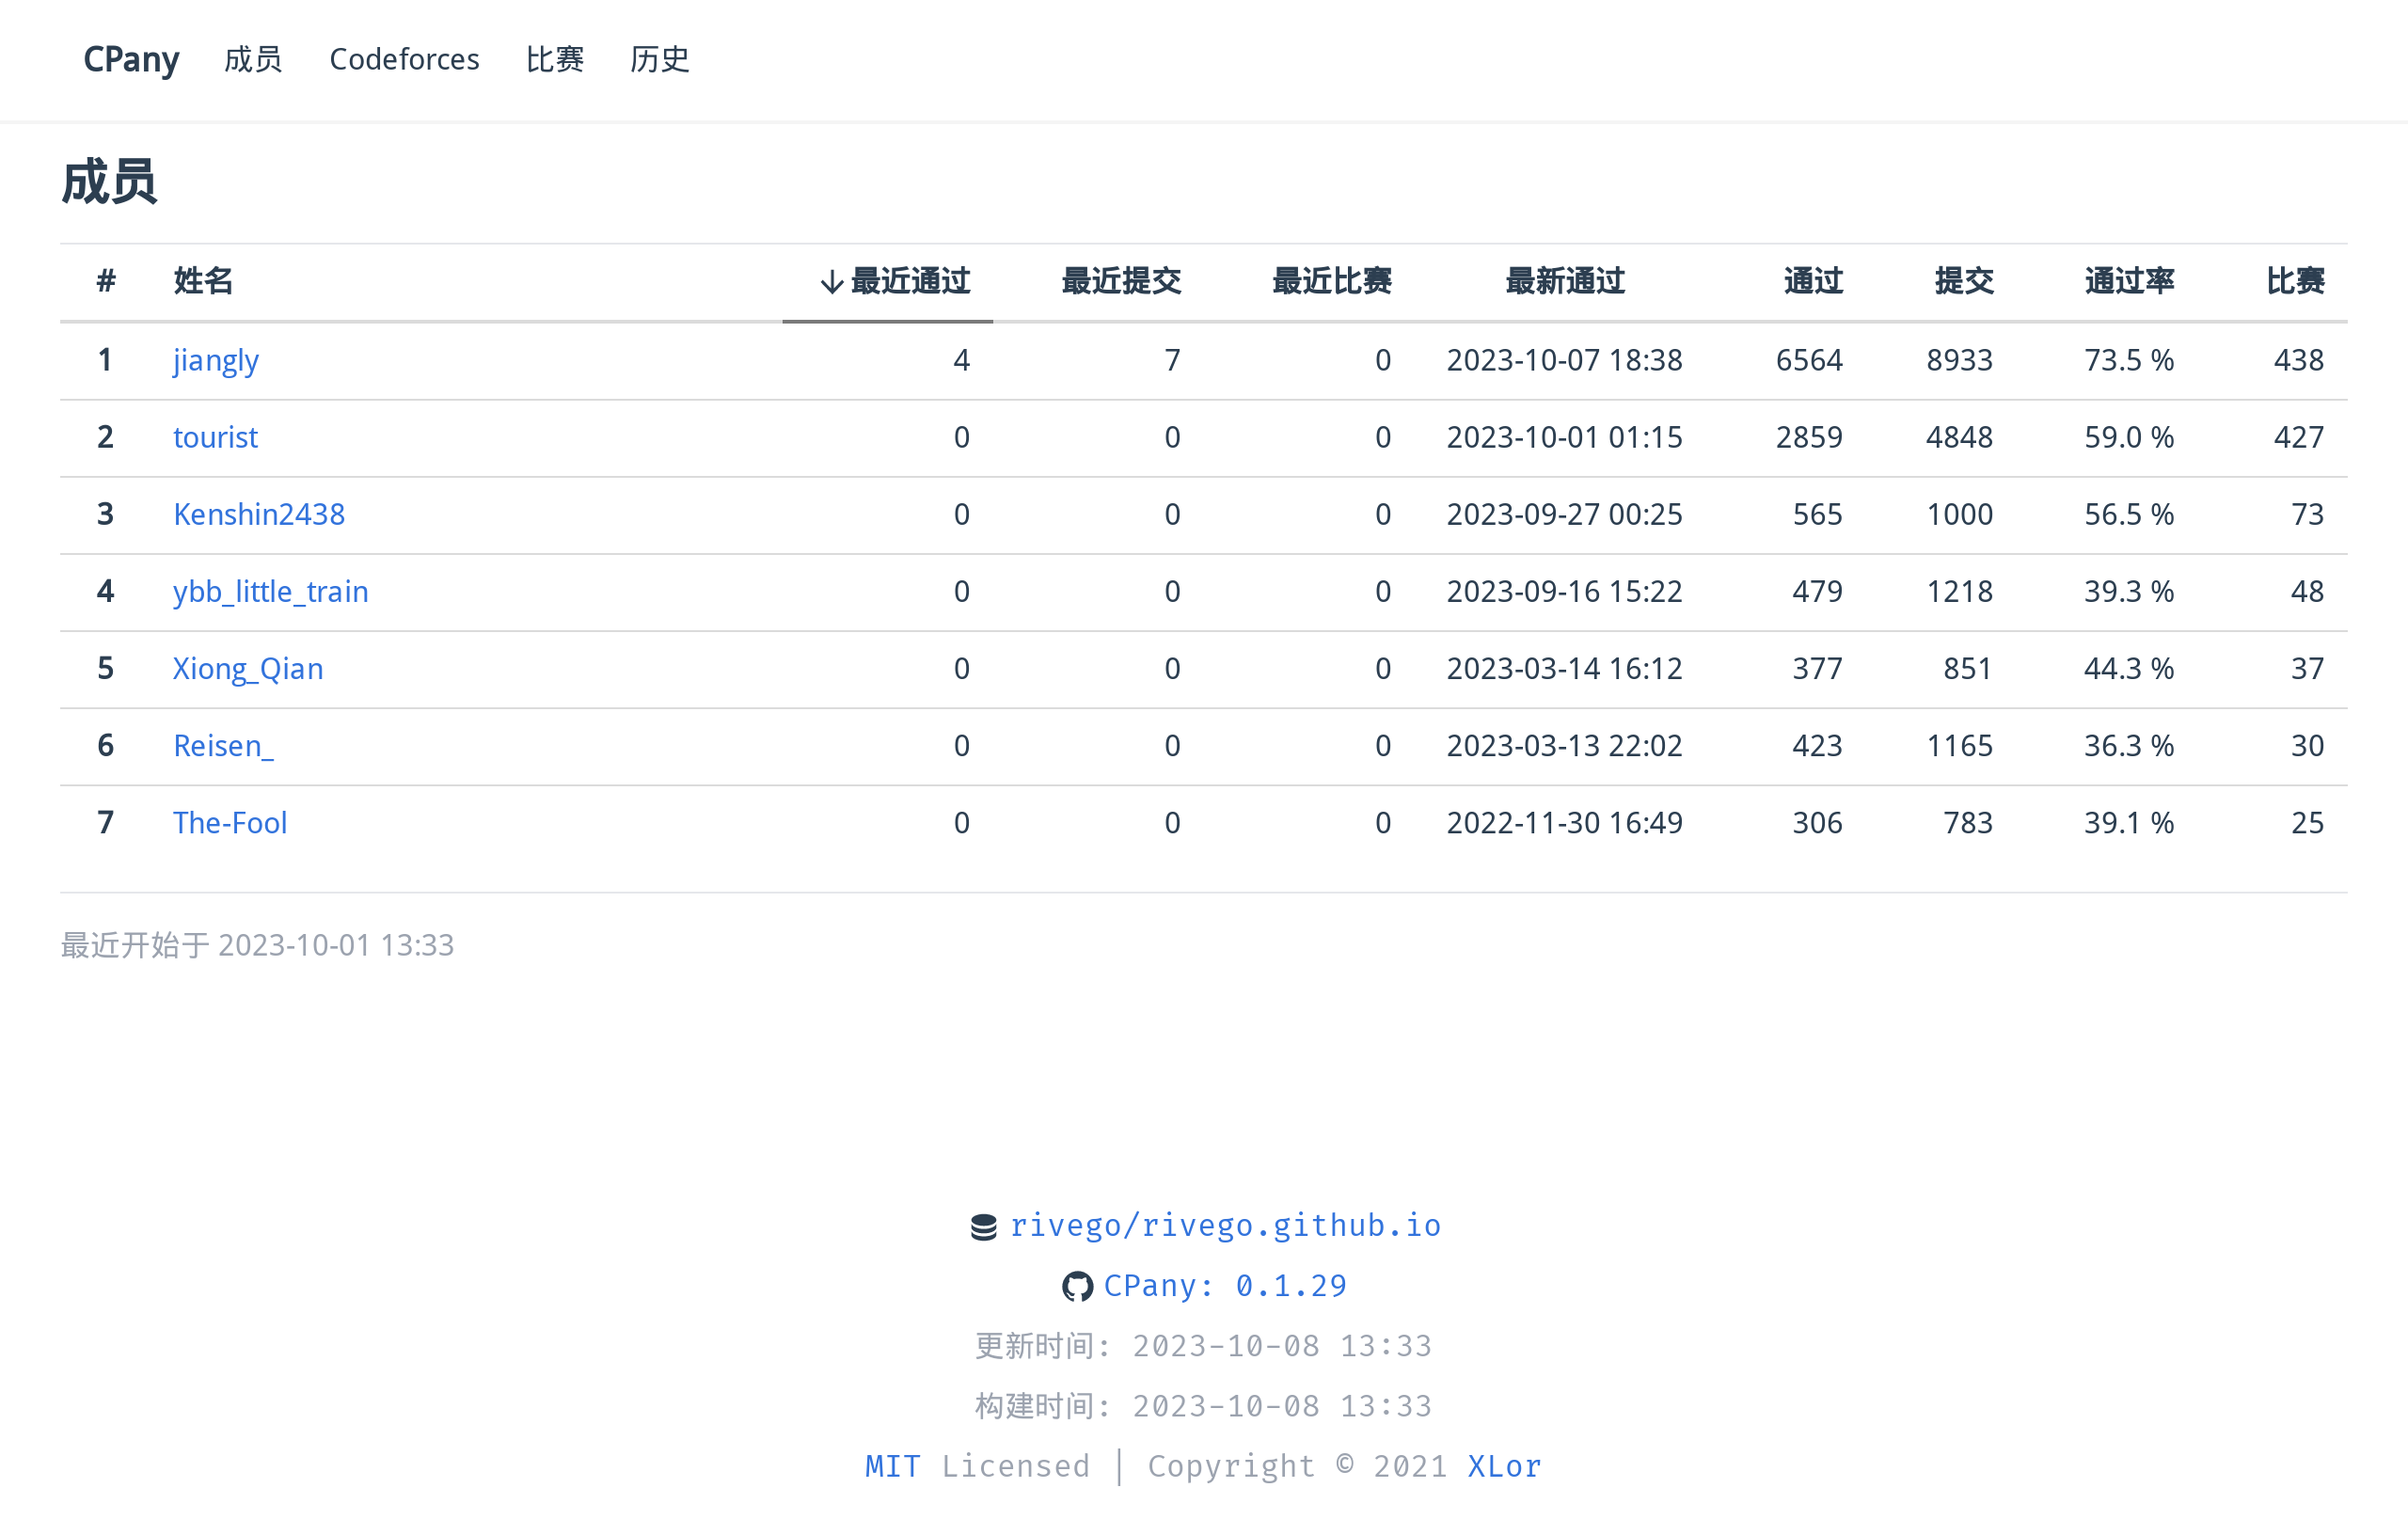 CPany 成员 Codeforces 比赛 历史
成员
# 姓名 ↓最近通过 最近提交 最近比赛 最新通过 通过 提交 通过率 比赛
1 jiangly 4 7 0 2023-10-07 18:38 6564 8933 73.5 % 438
2 tourist 0 0 0 2023-10-01 01:15 2859 4848 59.0 % 427
3 Kenshin2438 0 0 0 2023-09-27 00:25 565 1000 56.5 % 73
4 ybb_little_train 0 0 0 2023-09-16 15:22 479 1218 39.3 % 48
5 Xiong_Qian 0 0 0 2023-03-14 16:12 377 851 44.3 % 37
6 Reisen_ 0 0 0 2023-03-13 22:02 423 1165 36.3 % 30
7 The-Fool 0 0 0 2022-11-30 16:49 306 783 39.1 % 25
最近开始于 2023-10-01 13:33
rivego/rivego.github.io
CPany: 0.1.29
更新时间: 2023-10-08 13:33
构建时间: 2023-10-08 13:33
MIT Licensed | Copyright © 2021 XLor